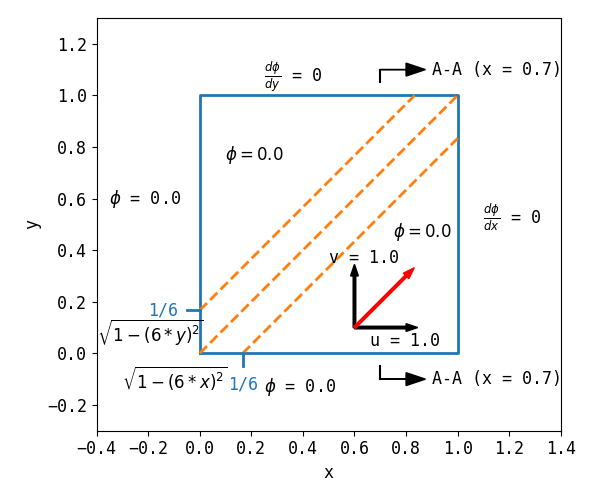 1.2
1.0
0.8
0.6
0.4
0.2
0.0
−0.2
y
dϕ/dy = 0
A-A (x = 0.7)
ϕ = 0.0
ϕ = 0.0
ϕ = 0.0
dϕ/dx = 0
v = 1.0
u = 1.0
1/6
√1−(6*y)²
√1−(6*x)²
1/6
ϕ = 0.0
A-A (x = 0.7)
−0.4 −0.2 0.0 0.2 0.4 0.6 0.8 1.0 1.2 1.4
x